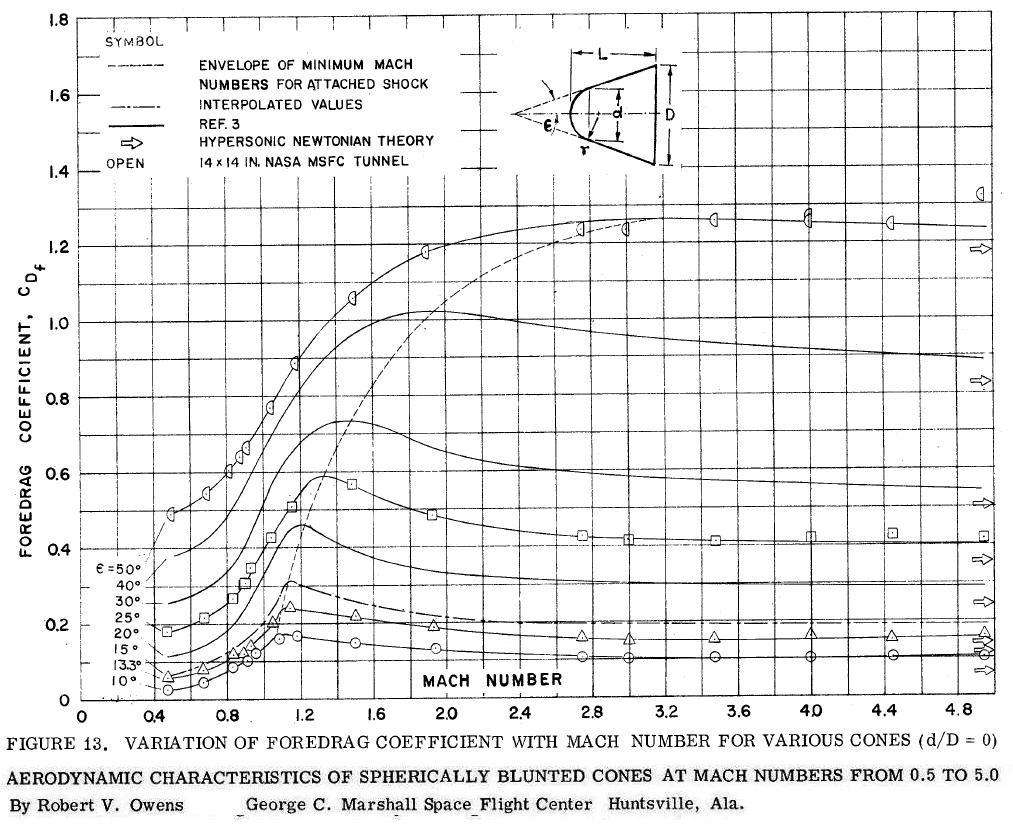 1.8
SYMBOL
ENVELOPE OF MINIMUM MACH
NUMBERS FOR ATTACHED SHOCK
INTERPOLATED VALUES
REF. 3
HYPERSONIC NEWTONIAN THEORY
OPEN 14 x 14 IN. NASA MSFC TUNNEL
L
d
D
ϵ
r
1.6
1.4
1.2
1.0
0.8
0.6
0.4
0.2
0
FOREDRAG COEFFICIENT, CDf
ϵ = 50°
40°
30°
25°
20°
15°
13.3°
10°
MACH NUMBER
0 0.4 0.8 1.2 1.6 2.0 2.4 2.8 3.2 3.6 4.0 4.4 4.8
FIGURE 13. VARIATION OF FOREDRAG COEFFICIENT WITH MACH NUMBER FOR VARIOUS CONES (d/D = 0)
AERODYNAMIC CHARACTERISTICS OF SPHERICALLY BLUNTED CONES AT MACH NUMBERS FROM 0.5 TO 5.0
By Robert V. Owens George C. Marshall Space Flight Center Huntsville, Ala.